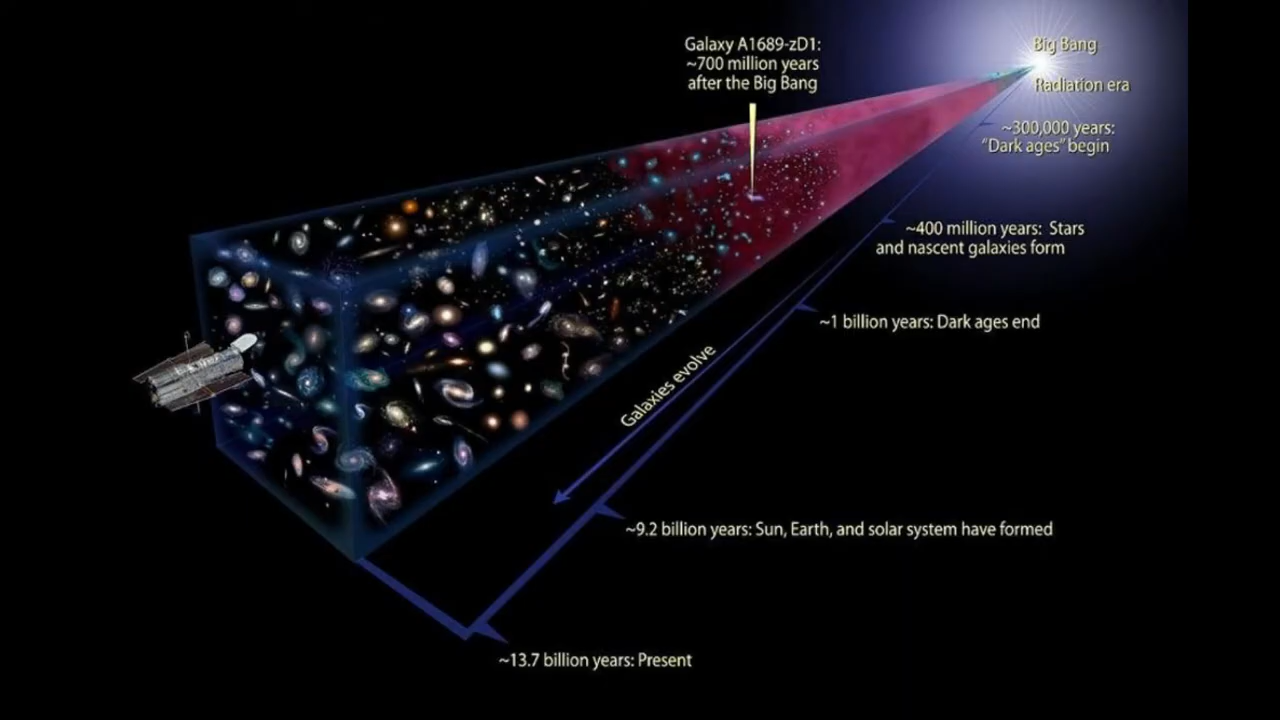 Galaxy A1689-zD1:
~700 million years
after the Big Bang
Big Bang
Radiation era
~300,000 years:
"Dark ages" begin
~400 million years: Stars
and nascent galaxies form
~1 billion years: Dark ages end
Galaxies evolve
~9.2 billion years: Sun, Earth, and solar system have formed
~13.7 billion years: Present